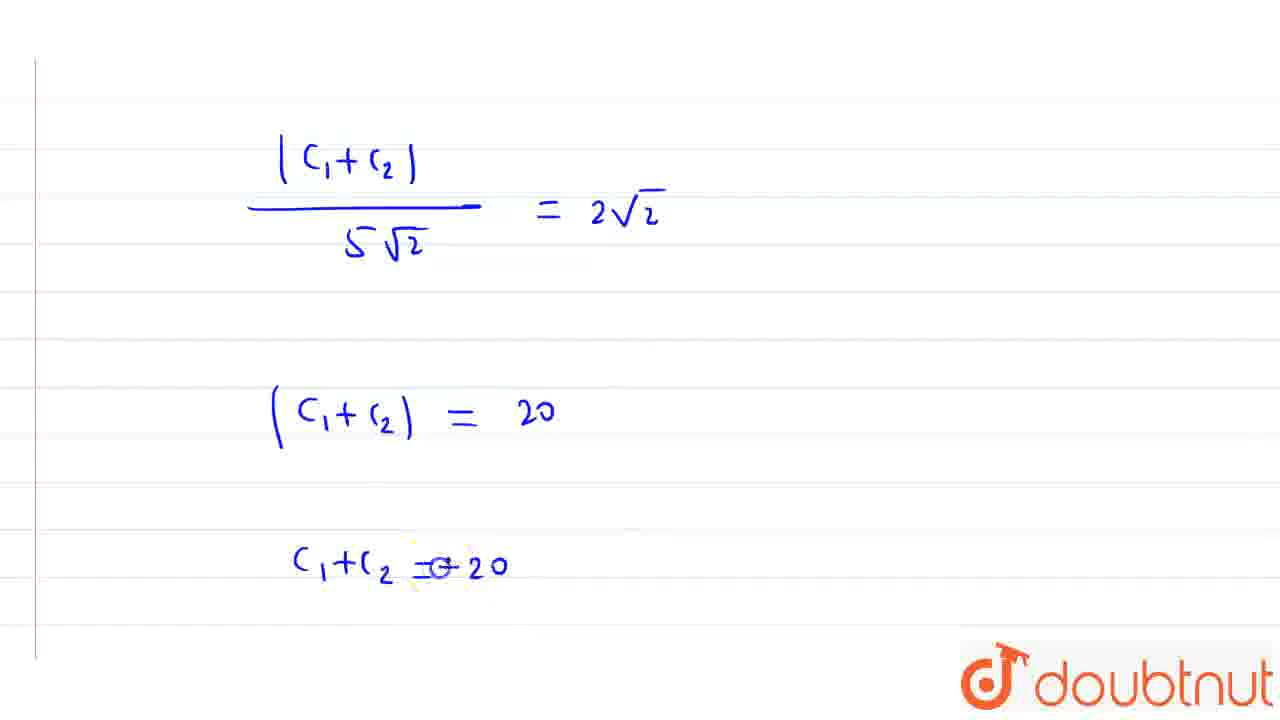 |C₁+C₂|
5√2
= 2√2
|C₁+C₂| = 20
C₁+C₂ = 20
doubtnut